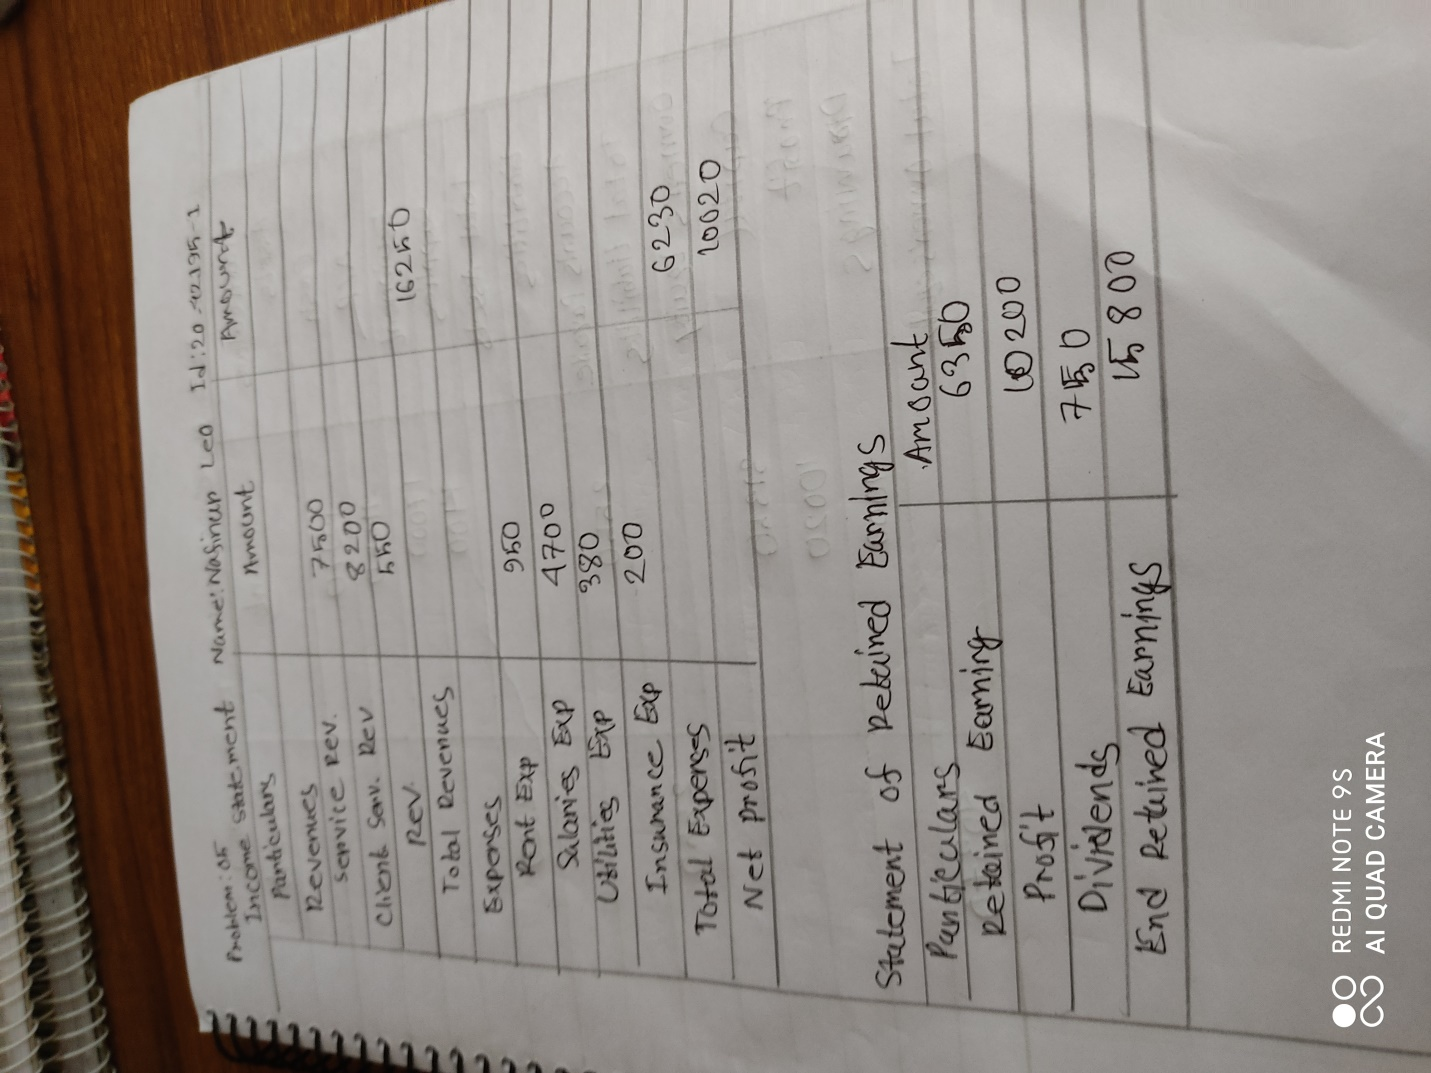 Problem: 05 Name: Nasinun Leo Id: 20-42195-1
Income statement
Particulars Amount Amount
Revenues
Service Rev. 7500
Client Serv. Rev 8200
Rev. 550
Total Revenues 16250
Expenses
Rent Exp 950
Salaries Exp 4700
Utilities Exp 380
Insurance Exp 200
Total Expenses 6230
Net Profit 10020
Statement of Retained Earnings
Particulars Amount
Retained Earning 6350
Profit 10200
Dividends 750
End Retained Earnings 15800
REDMI NOTE 9S
AI QUAD CAMERA